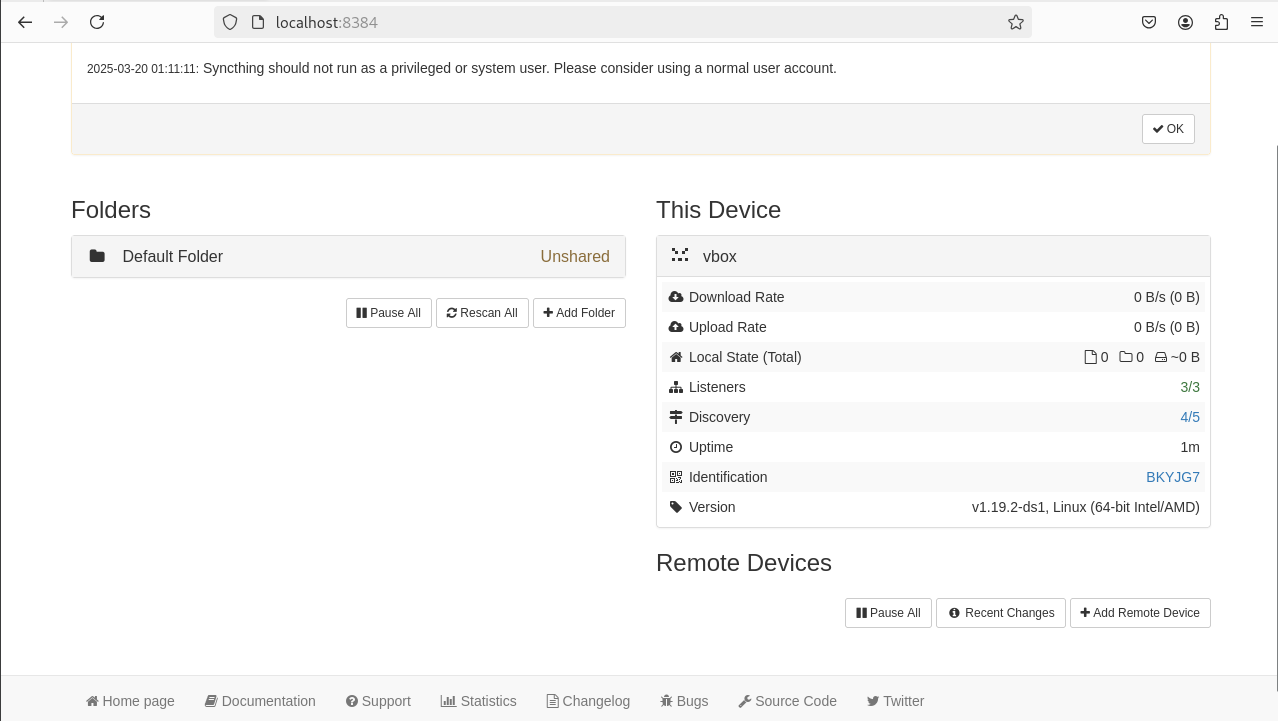 localhost:8384
2025-03-20 01:11:11: Syncthing should not run as a privileged or system user. Please consider using a normal user account.
OK
Folders
Default Folder Unshared
Pause All Rescan All Add Folder
This Device
vbox
Download Rate 0 B/s (0 B)
Upload Rate 0 B/s (0 B)
Local State (Total) 0 0 ~0 B
Listeners 3/3
Discovery 4/5
Uptime 1m
Identification BKYJG7
Version v1.19.2-ds1, Linux (64-bit Intel/AMD)
Remote Devices
Pause All Recent Changes Add Remote Device
Home page Documentation Support Statistics Changelog Bugs Source Code Twitter